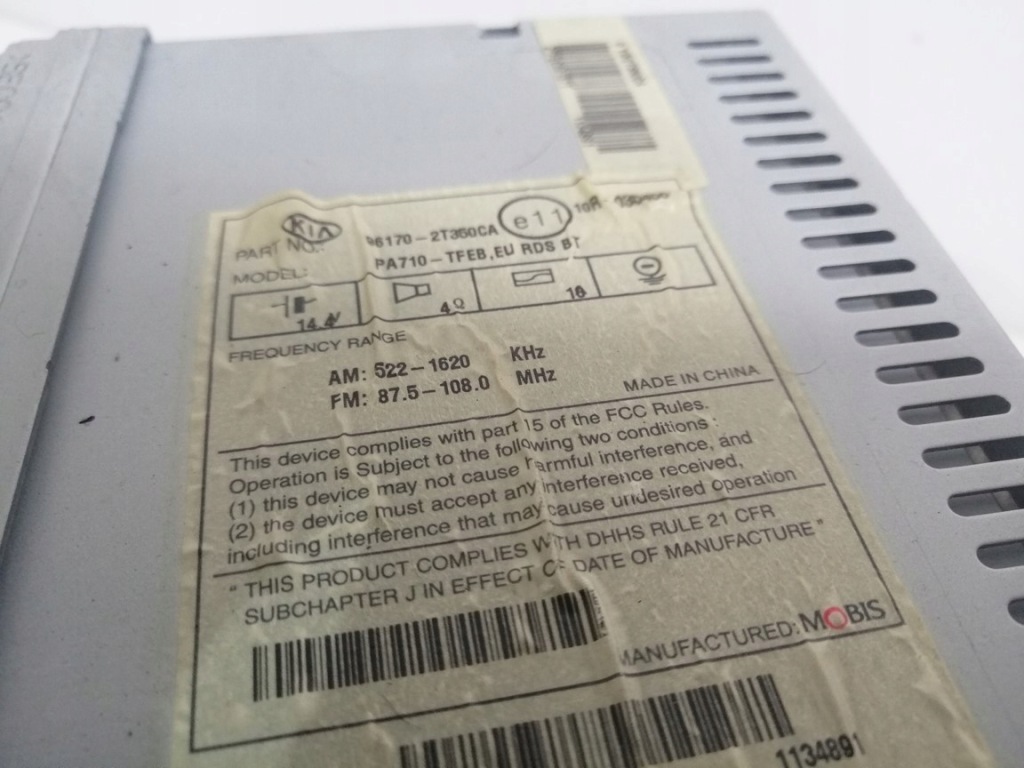 KIA
PART NO.: 96170-2T350CA e11
MODEL: PA710-TFEB,EU RDS BT
14.4V 4Ω 10
FREQUENCY RANGE
AM: 522-1620 KHz
FM: 87.5-108.0 MHz
MADE IN CHINA
This device complies with part 15 of the FCC Rules.
Operation is Subject to the following two conditions :
(1) this device may not cause harmful interference, and
(2) the device must accept any interference received,
including interference that may cause undesired operation
" THIS PRODUCT COMPLIES WITH DHHS RULE 21 CFR
SUBCHAPTER J IN EFFECT OF DATE OF MANUFACTURE "
MANUFACTURED: MOBIS
1134891